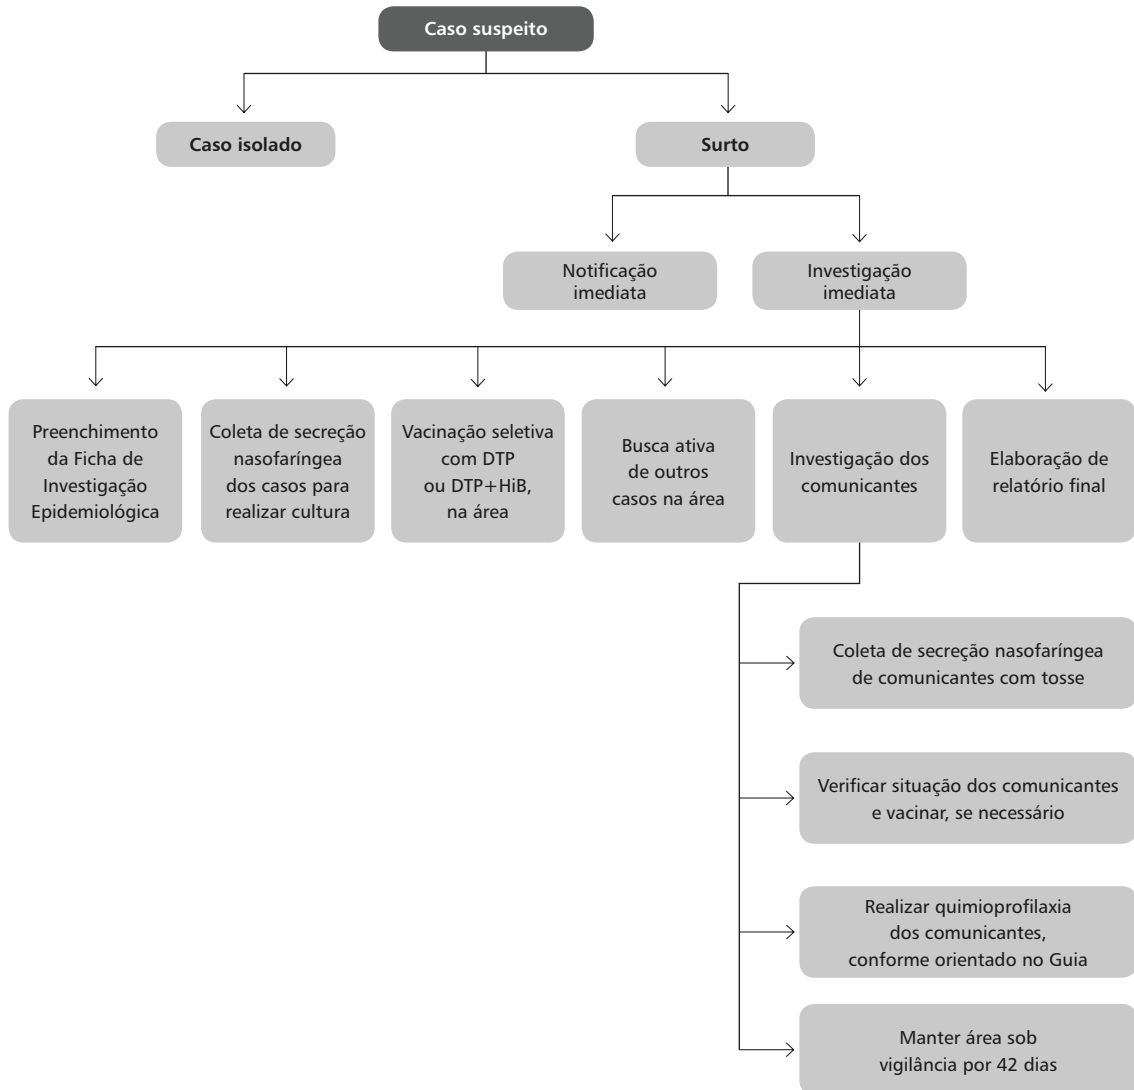 Caso suspeito
Caso isolado
Surto
Notificação
imediata
Investigação
imediata
Preenchimento
da Ficha de
Investigação
Epidemiológica
Coleta de secreção
nasofaríngea
dos casos para
realizar cultura
Vacinação seletiva
com DTP
ou DTP+HiB,
na área
Busca ativa
de outros
casos na área
Investigação dos
comunicantes
Elaboração de
relatório final
Coleta de secreção nasofaríngea
de comunicantes com tosse
Verificar situação dos comunicantes
e vacinar, se necessário
Realizar quimioprofilaxia
dos comunicantes,
conforme orientado no Guia
Manter área sob
vigilância por 42 dias